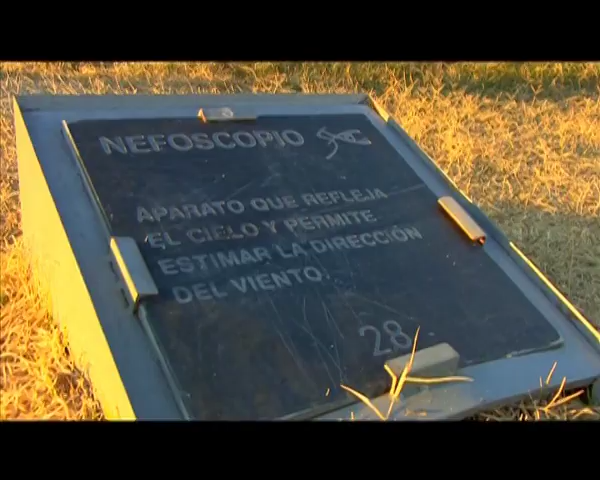 NEFOSCOPIO
APARATO QUE REFLEJA
EL CIELO Y PERMITE
ESTIMAR LA DIRECCIÓN
DEL VIENTO.
28